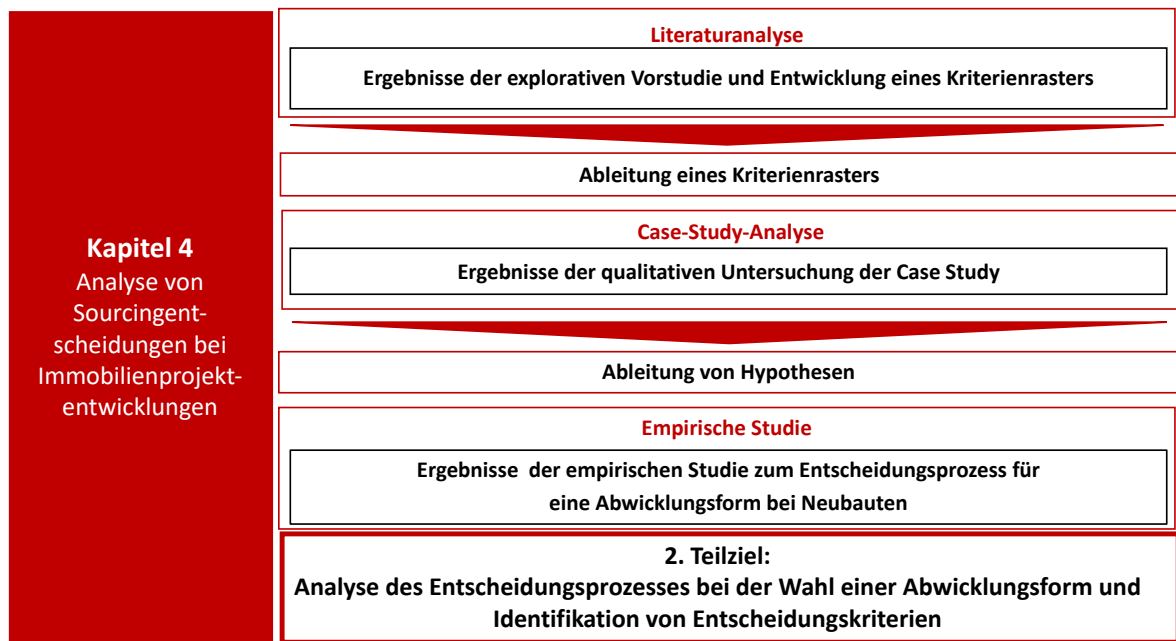 Kapitel 4
Analyse von
Sourcingent-
scheidungen bei
Immobilienprojekt-
entwicklungen
Literaturanalyse
Ergebnisse der explorativen Vorstudie und Entwicklung eines Kriterienrasters
Ableitung eines Kriterienrasters
Case-Study-Analyse
Ergebnisse der qualitativen Untersuchung der Case Study
Ableitung von Hypothesen
Empirische Studie
Ergebnisse der empirischen Studie zum Entscheidungsprozess für
eine Abwicklungsform bei Neubauten
2. Teilziel:
Analyse des Entscheidungsprozesses bei der Wahl einer Abwicklungsform und
Identifikation von Entscheidungskriterien